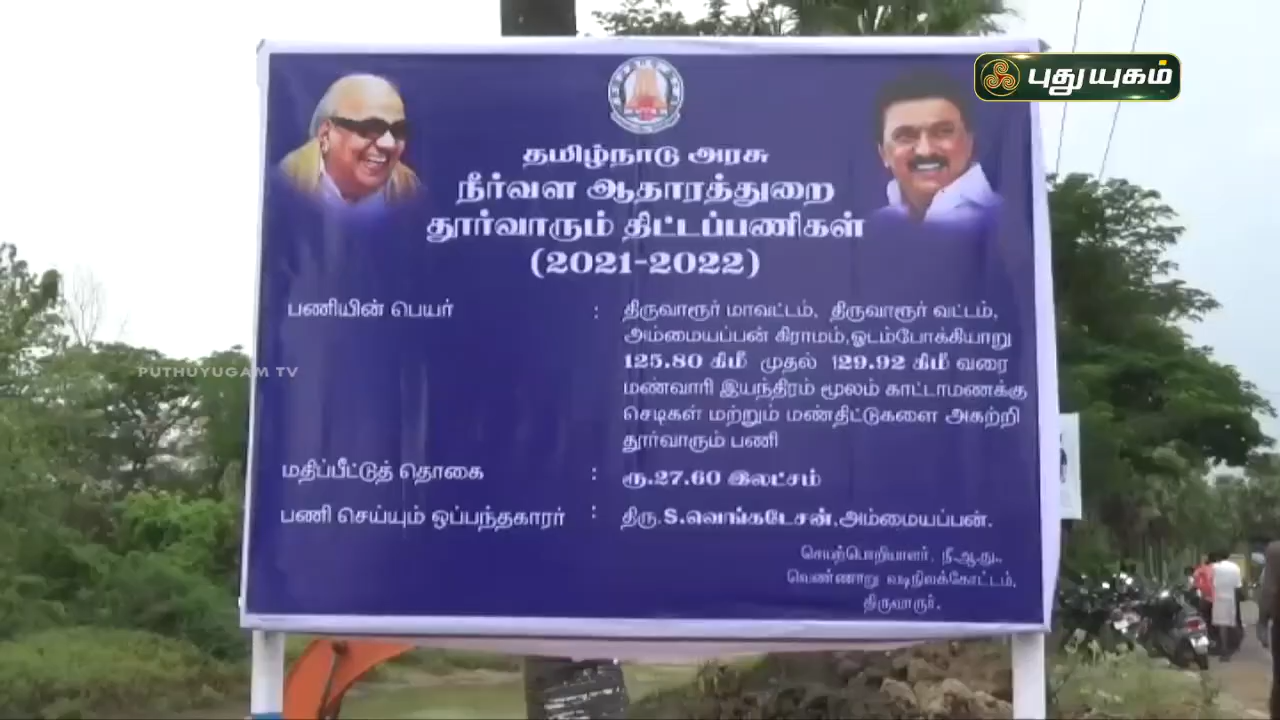 புதுயுகம்
தமிழ்நாடு அரசு
நீர்வள ஆதாரத்துறை
தூர்வாரும் திட்டப்பணிகள்
(2021-2022)
பணியின் பெயர் : திருவாரூர் மாவட்டம், திருவாரூர் வட்டம்,
அம்மையப்பன் கிராமம்,ஓடம்போக்கியாறு
125.80 கிமீ முதல் 129.92 கிமீ வரை
மண்வாரி இயந்திரம் மூலம் காட்டாமணக்கு
செடிகள் மற்றும் மண்திட்டுகளை அகற்றி
தூர்வாரும் பணி
மதிப்பீட்டுத் தொகை : ரூ.27.60 இலட்சம்
பணி செய்யும் ஒப்பந்தகாரர் : திரு.S.வெங்கடேசன்,அம்மையப்பன்.
செயற்பொறியாளர், நீ.ஆ.து.,
வெண்ணாறு வடிநிலக்கோட்டம்,
திருவாரூர்.
PUTHUYUGAM TV